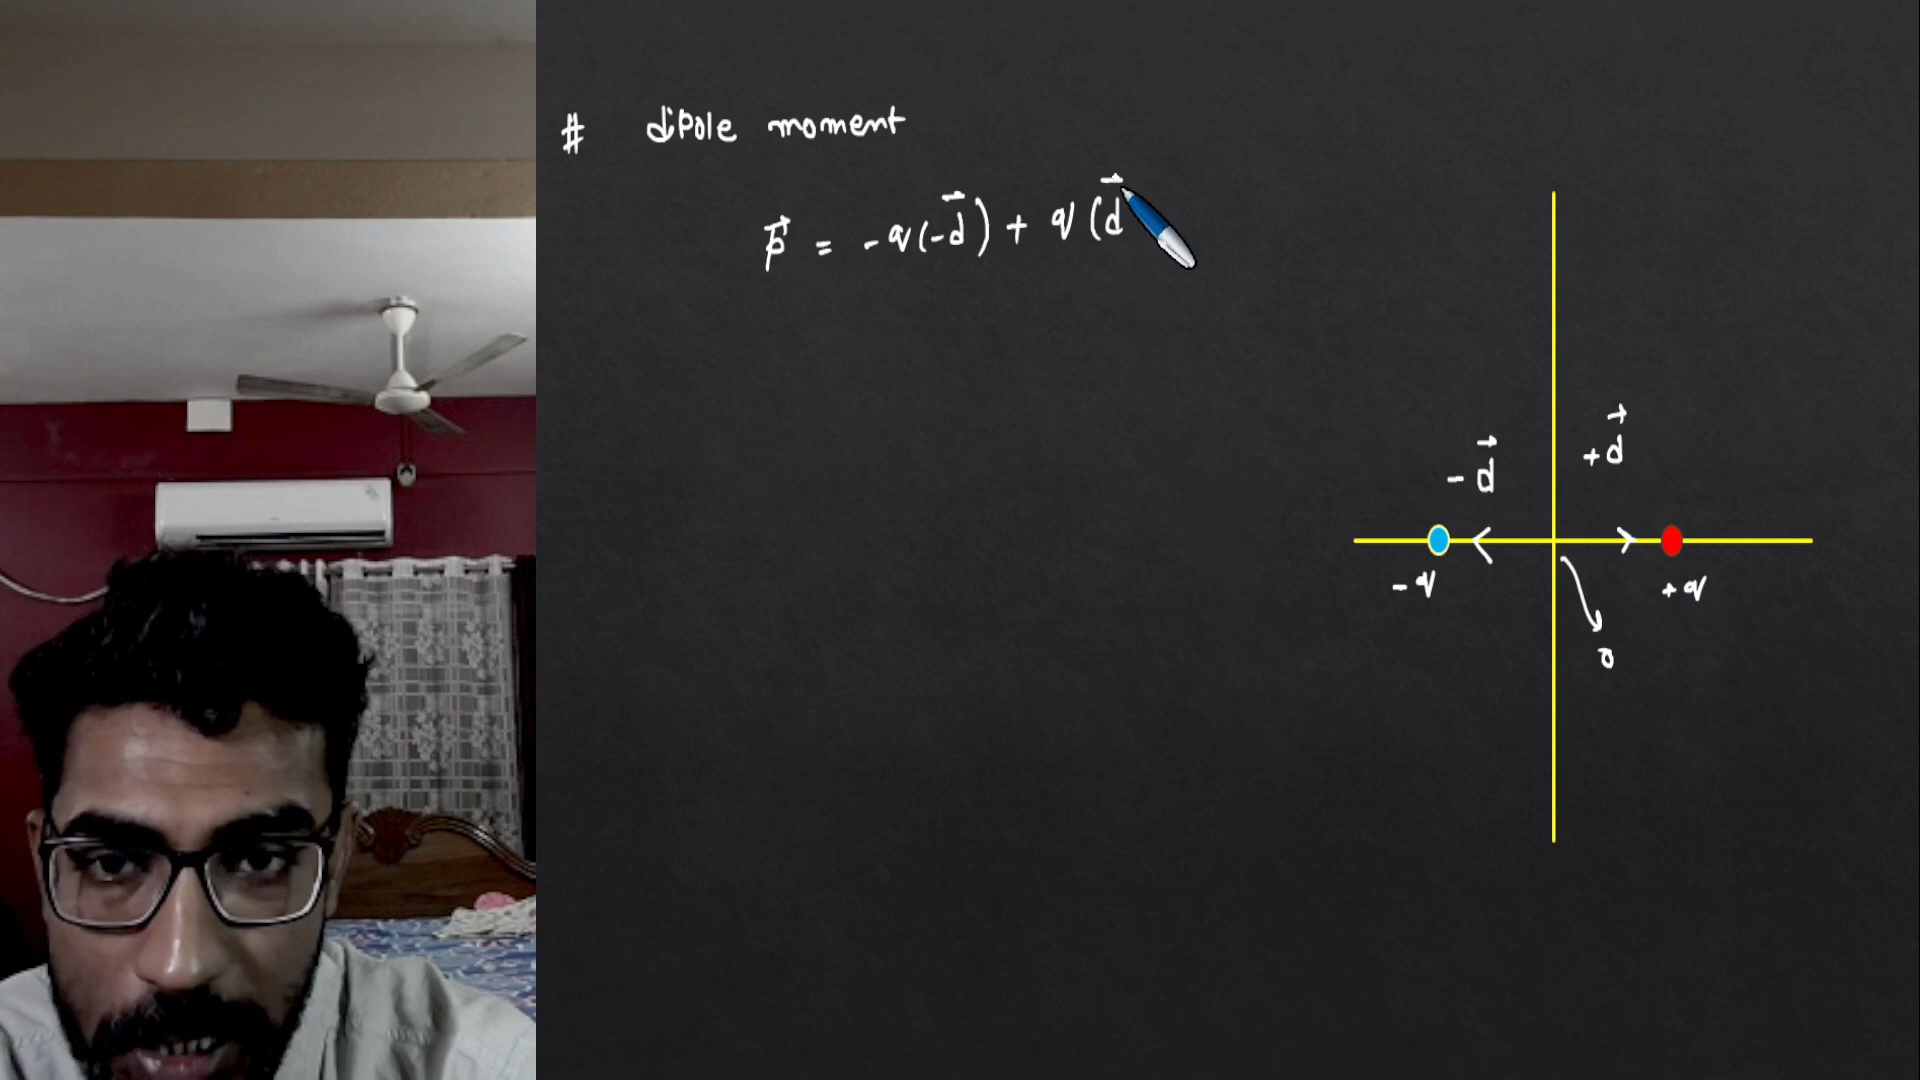 # dipole moment
p⃗ = -q(-d⃗) + q(d⃗
-d⃗ +d⃗
-q +q
o